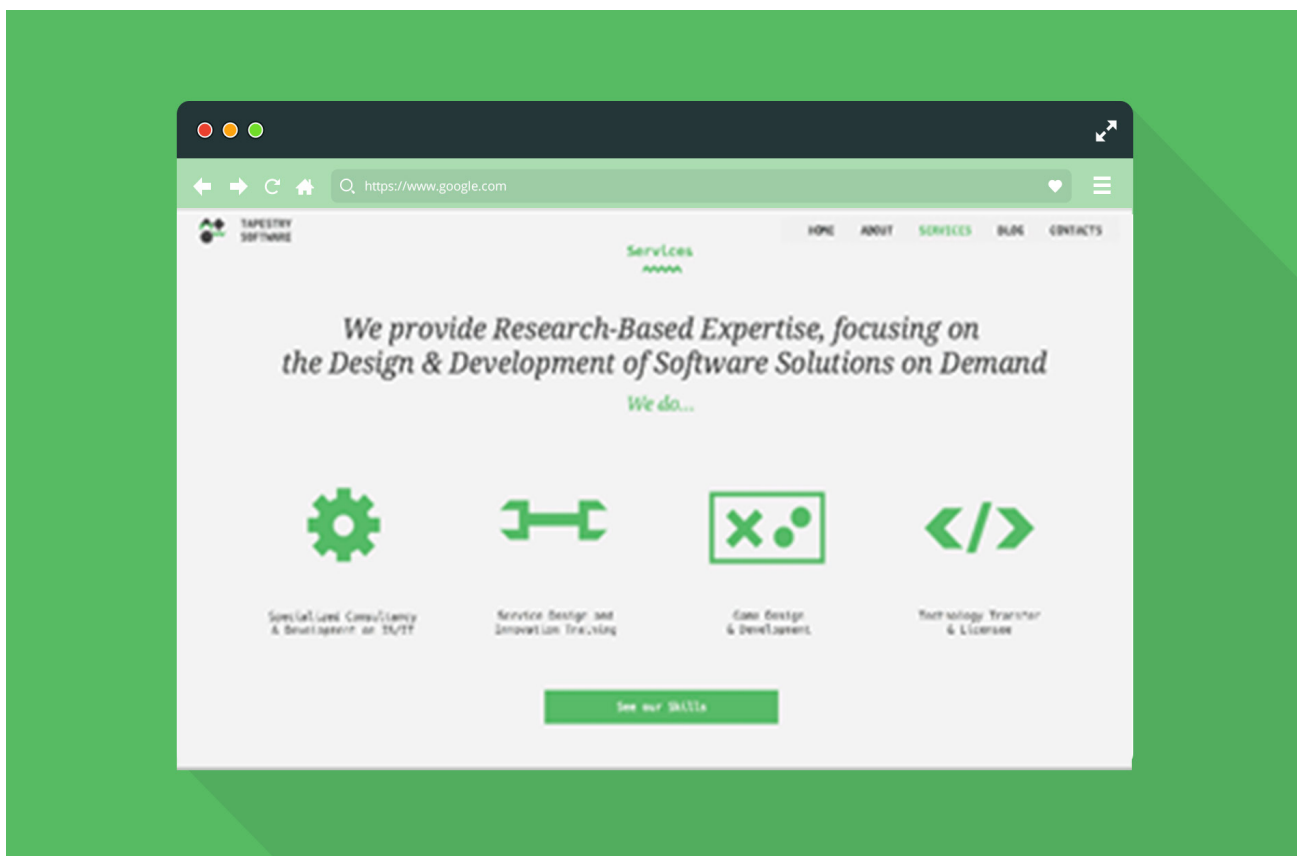 https://www.google.com
TAPESTRY
SOFTWARE
HOME ABOUT SERVICES BLOG CONTACTS
Services
We provide Research-Based Expertise, focusing on
the Design & Development of Software Solutions on Demand
We do...
Specialized Consultancy
& Development on IS/IT
Service Design and
Innovation Training
Game Design
& Development
Technology Transfer
& Licenses
See our Skills